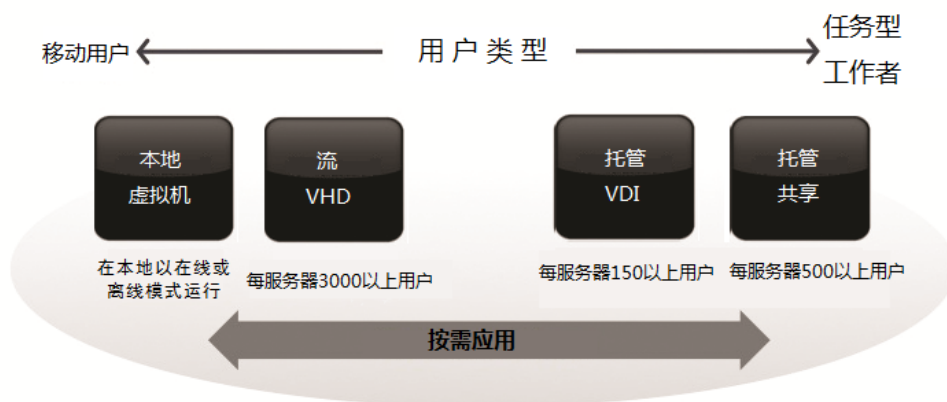 移动用户
用户类型
任务型
工作者
本地
虚拟机
流
VHD
托管
VDI
托管
共享
在本地以在线或
离线模式运行
每服务器3000以上用户
每服务器150以上用户
每服务器500以上用户
按需应用